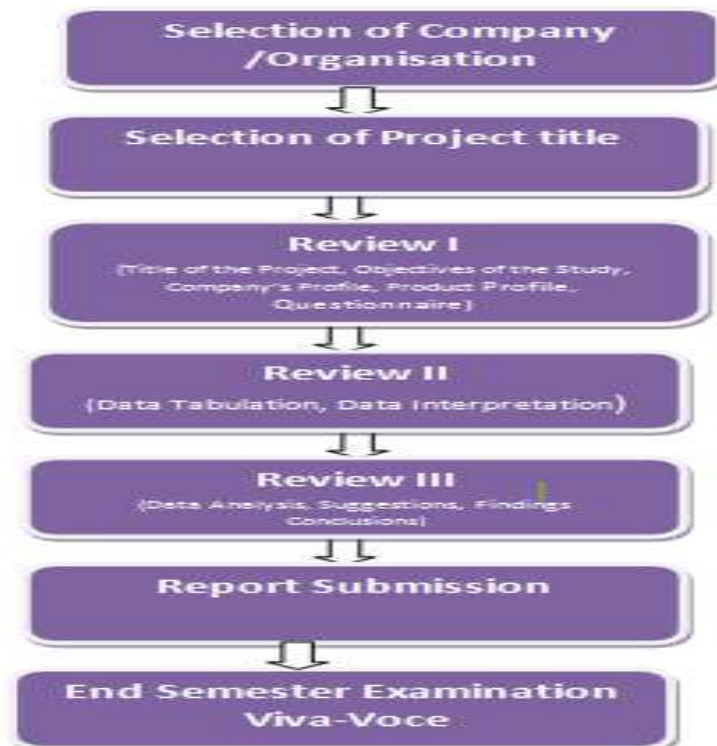 Selection of Company
/Organisation
Selection of Project title
Review I
(Title of the Project, Objectives of the Study,
Company's Profile, Product Profile,
Questionnaire)
Review II
(Data Tabulation, Data Interpretation)
Review III
(Data Analysis, Suggestions, Findings
Conclusions)
Report Submission
End Semester Examination
Viva-Voce